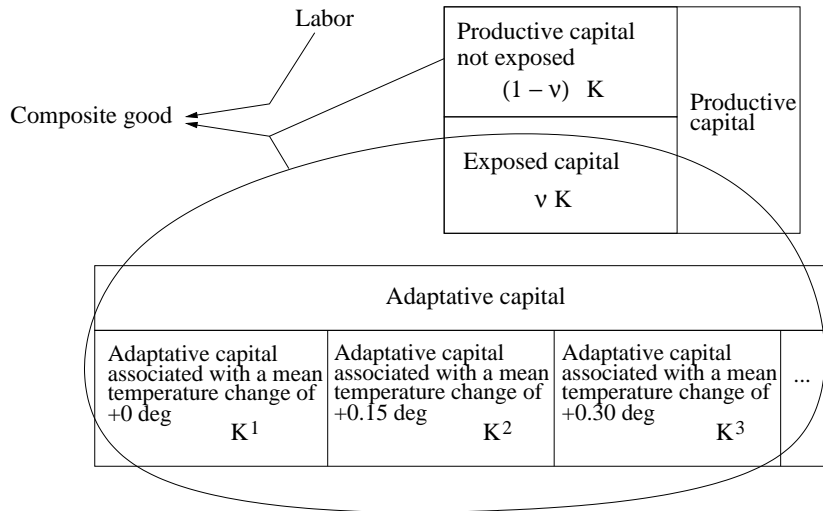 Labor
Composite good
Productive capital
not exposed
(1 − ν) K
Productive
capital
Exposed capital
ν K
Adaptative capital
Adaptative capital
associated with a mean
temperature change of
+0 deg
K¹
Adaptative capital
associated with a mean
temperature change of
+0.15 deg
K²
Adaptative capital
associated with a mean
temperature change of
+0.30 deg
K³
...